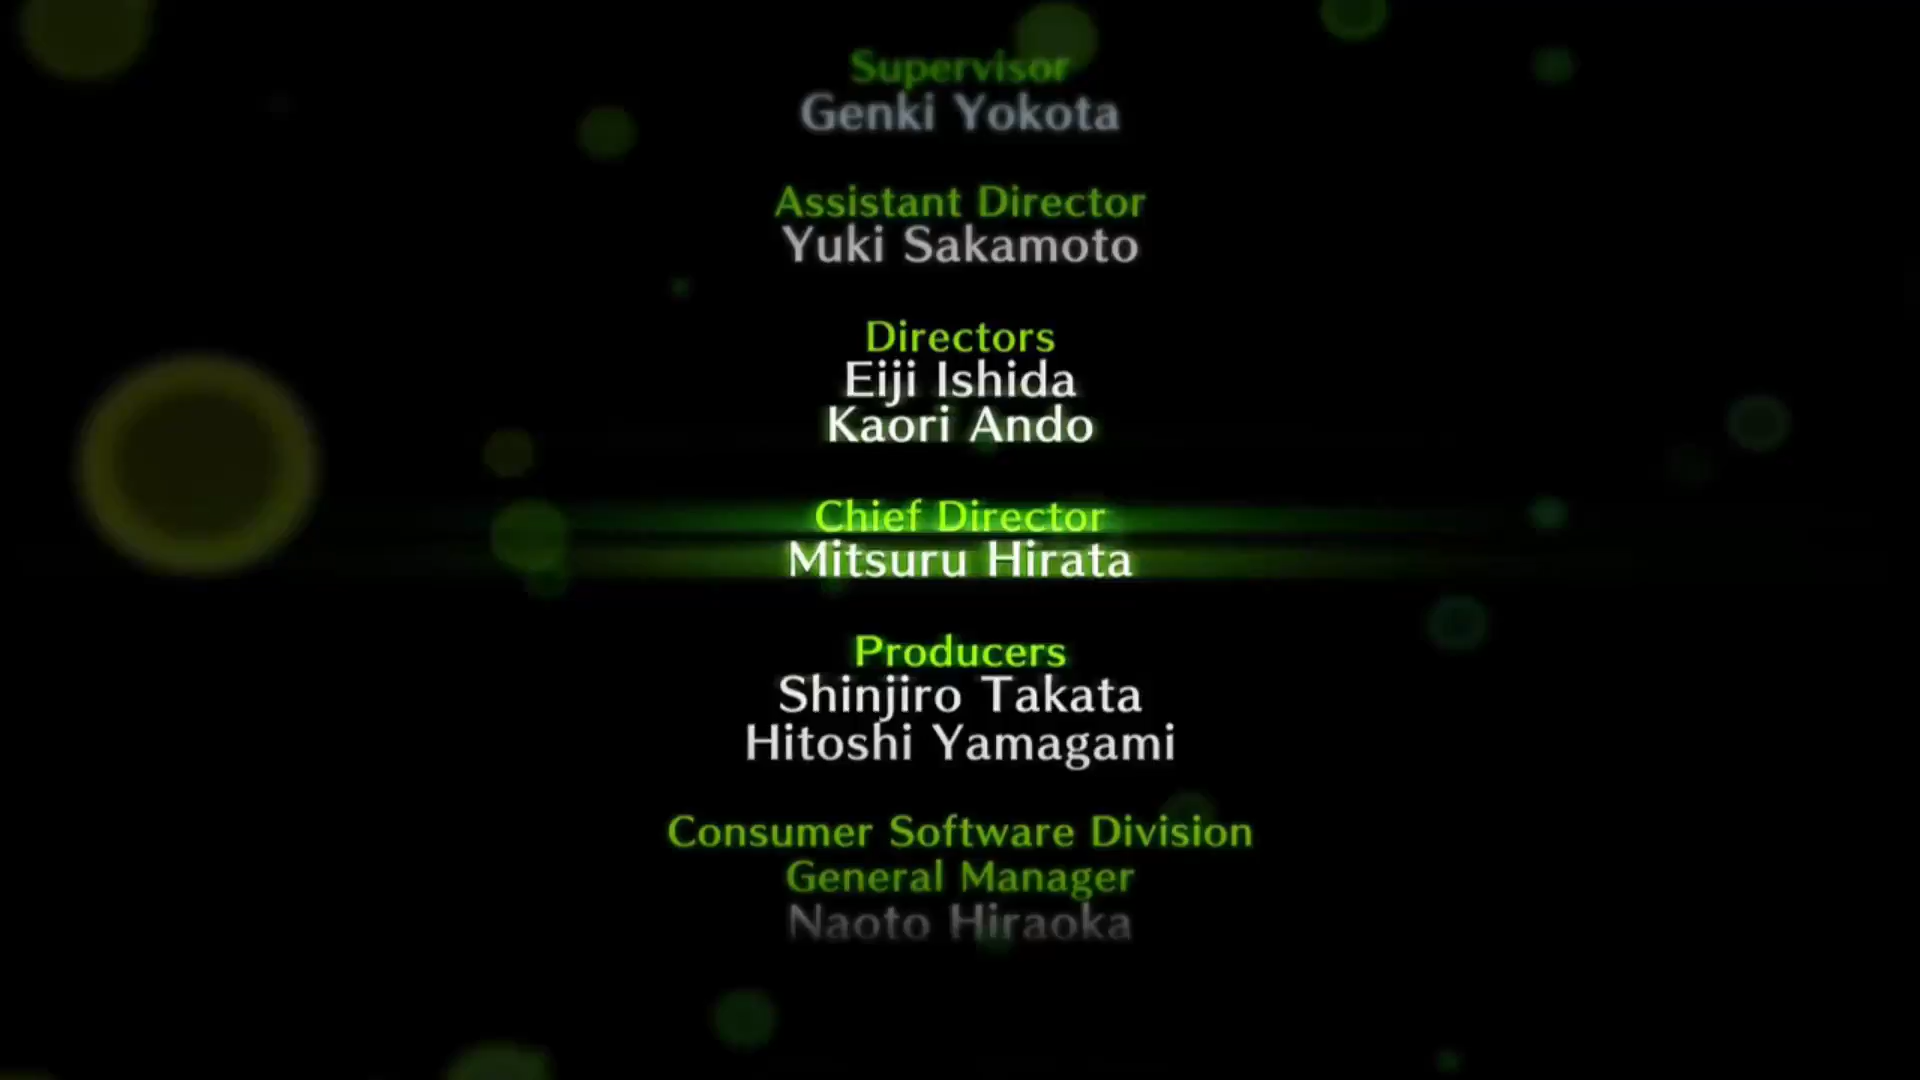 Supervisor
Genki Yokota
Assistant Director
Yuki Sakamoto
Directors
Eiji Ishida
Kaori Ando
Chief Director
Mitsuru Hirata
Producers
Shinjiro Takata
Hitoshi Yamagami
Consumer Software Division
General Manager
Naoto Hiraoka